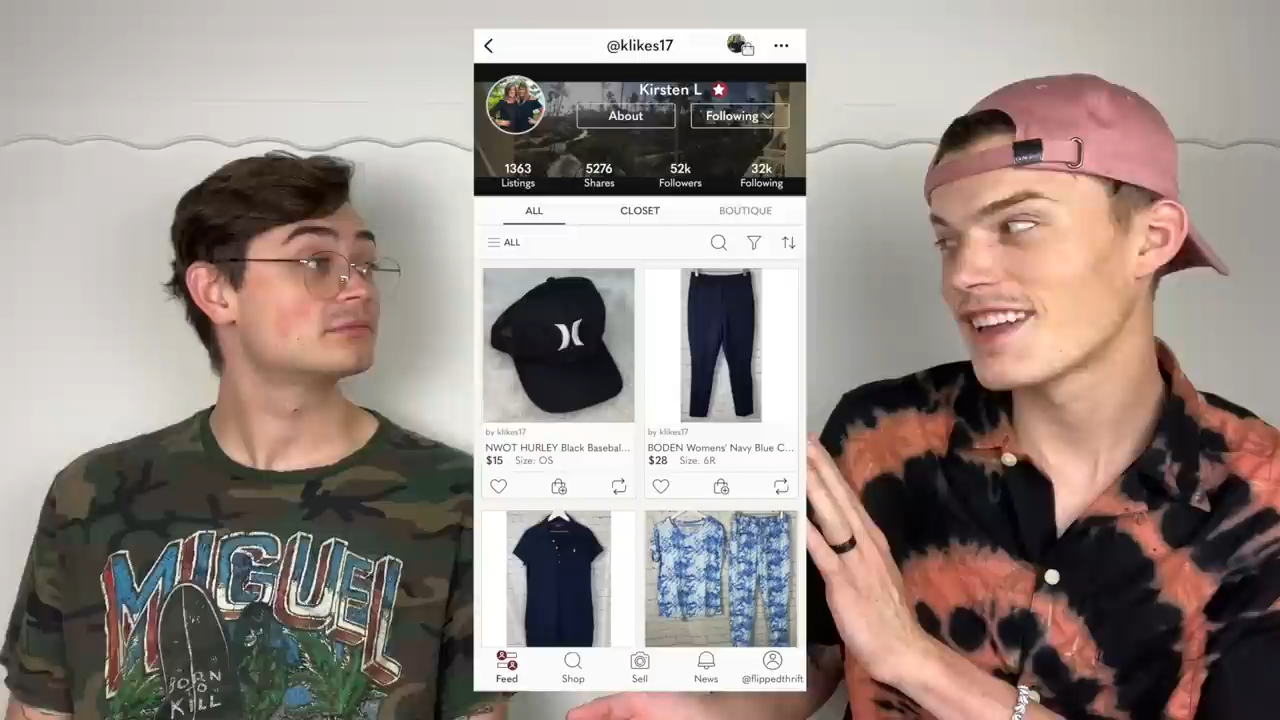 @klikes17
Kirsten L
About
Following
1363
5276
52k
32k
Listings
Shares
Followers
Following
ALL
CLOSET
BOUTIQUE
ALL
by klikes17
by klikes17
NWOT HURLEY Black Basebal...
BODEN Womens' Navy Blue C...
$15 Size: OS
$28 Size: 6R
MIGUEL
BORN
TO
KILL
Feed
Shop
Sell
News
@flippedthrift